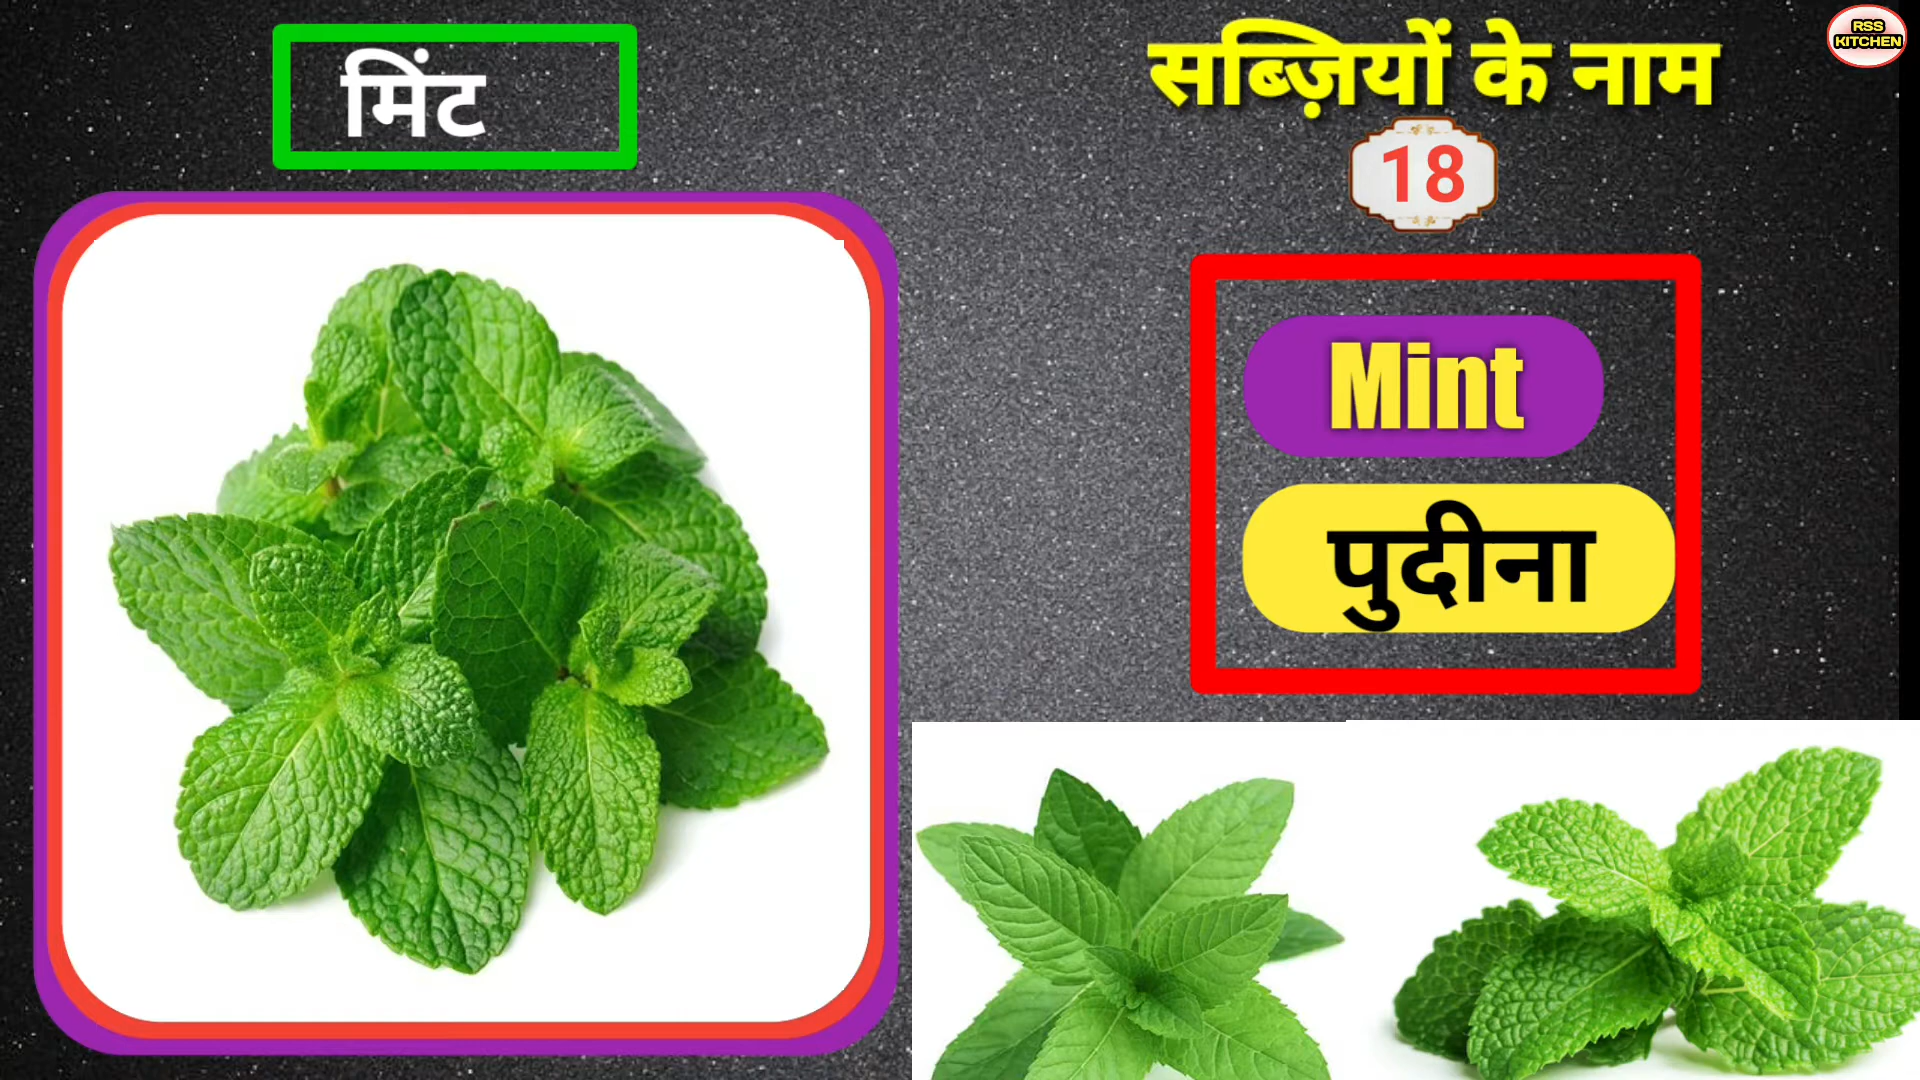 मिंट
सब्ज़ियों के नाम
RSS
KITCHEN
18
Mint
पुदीना